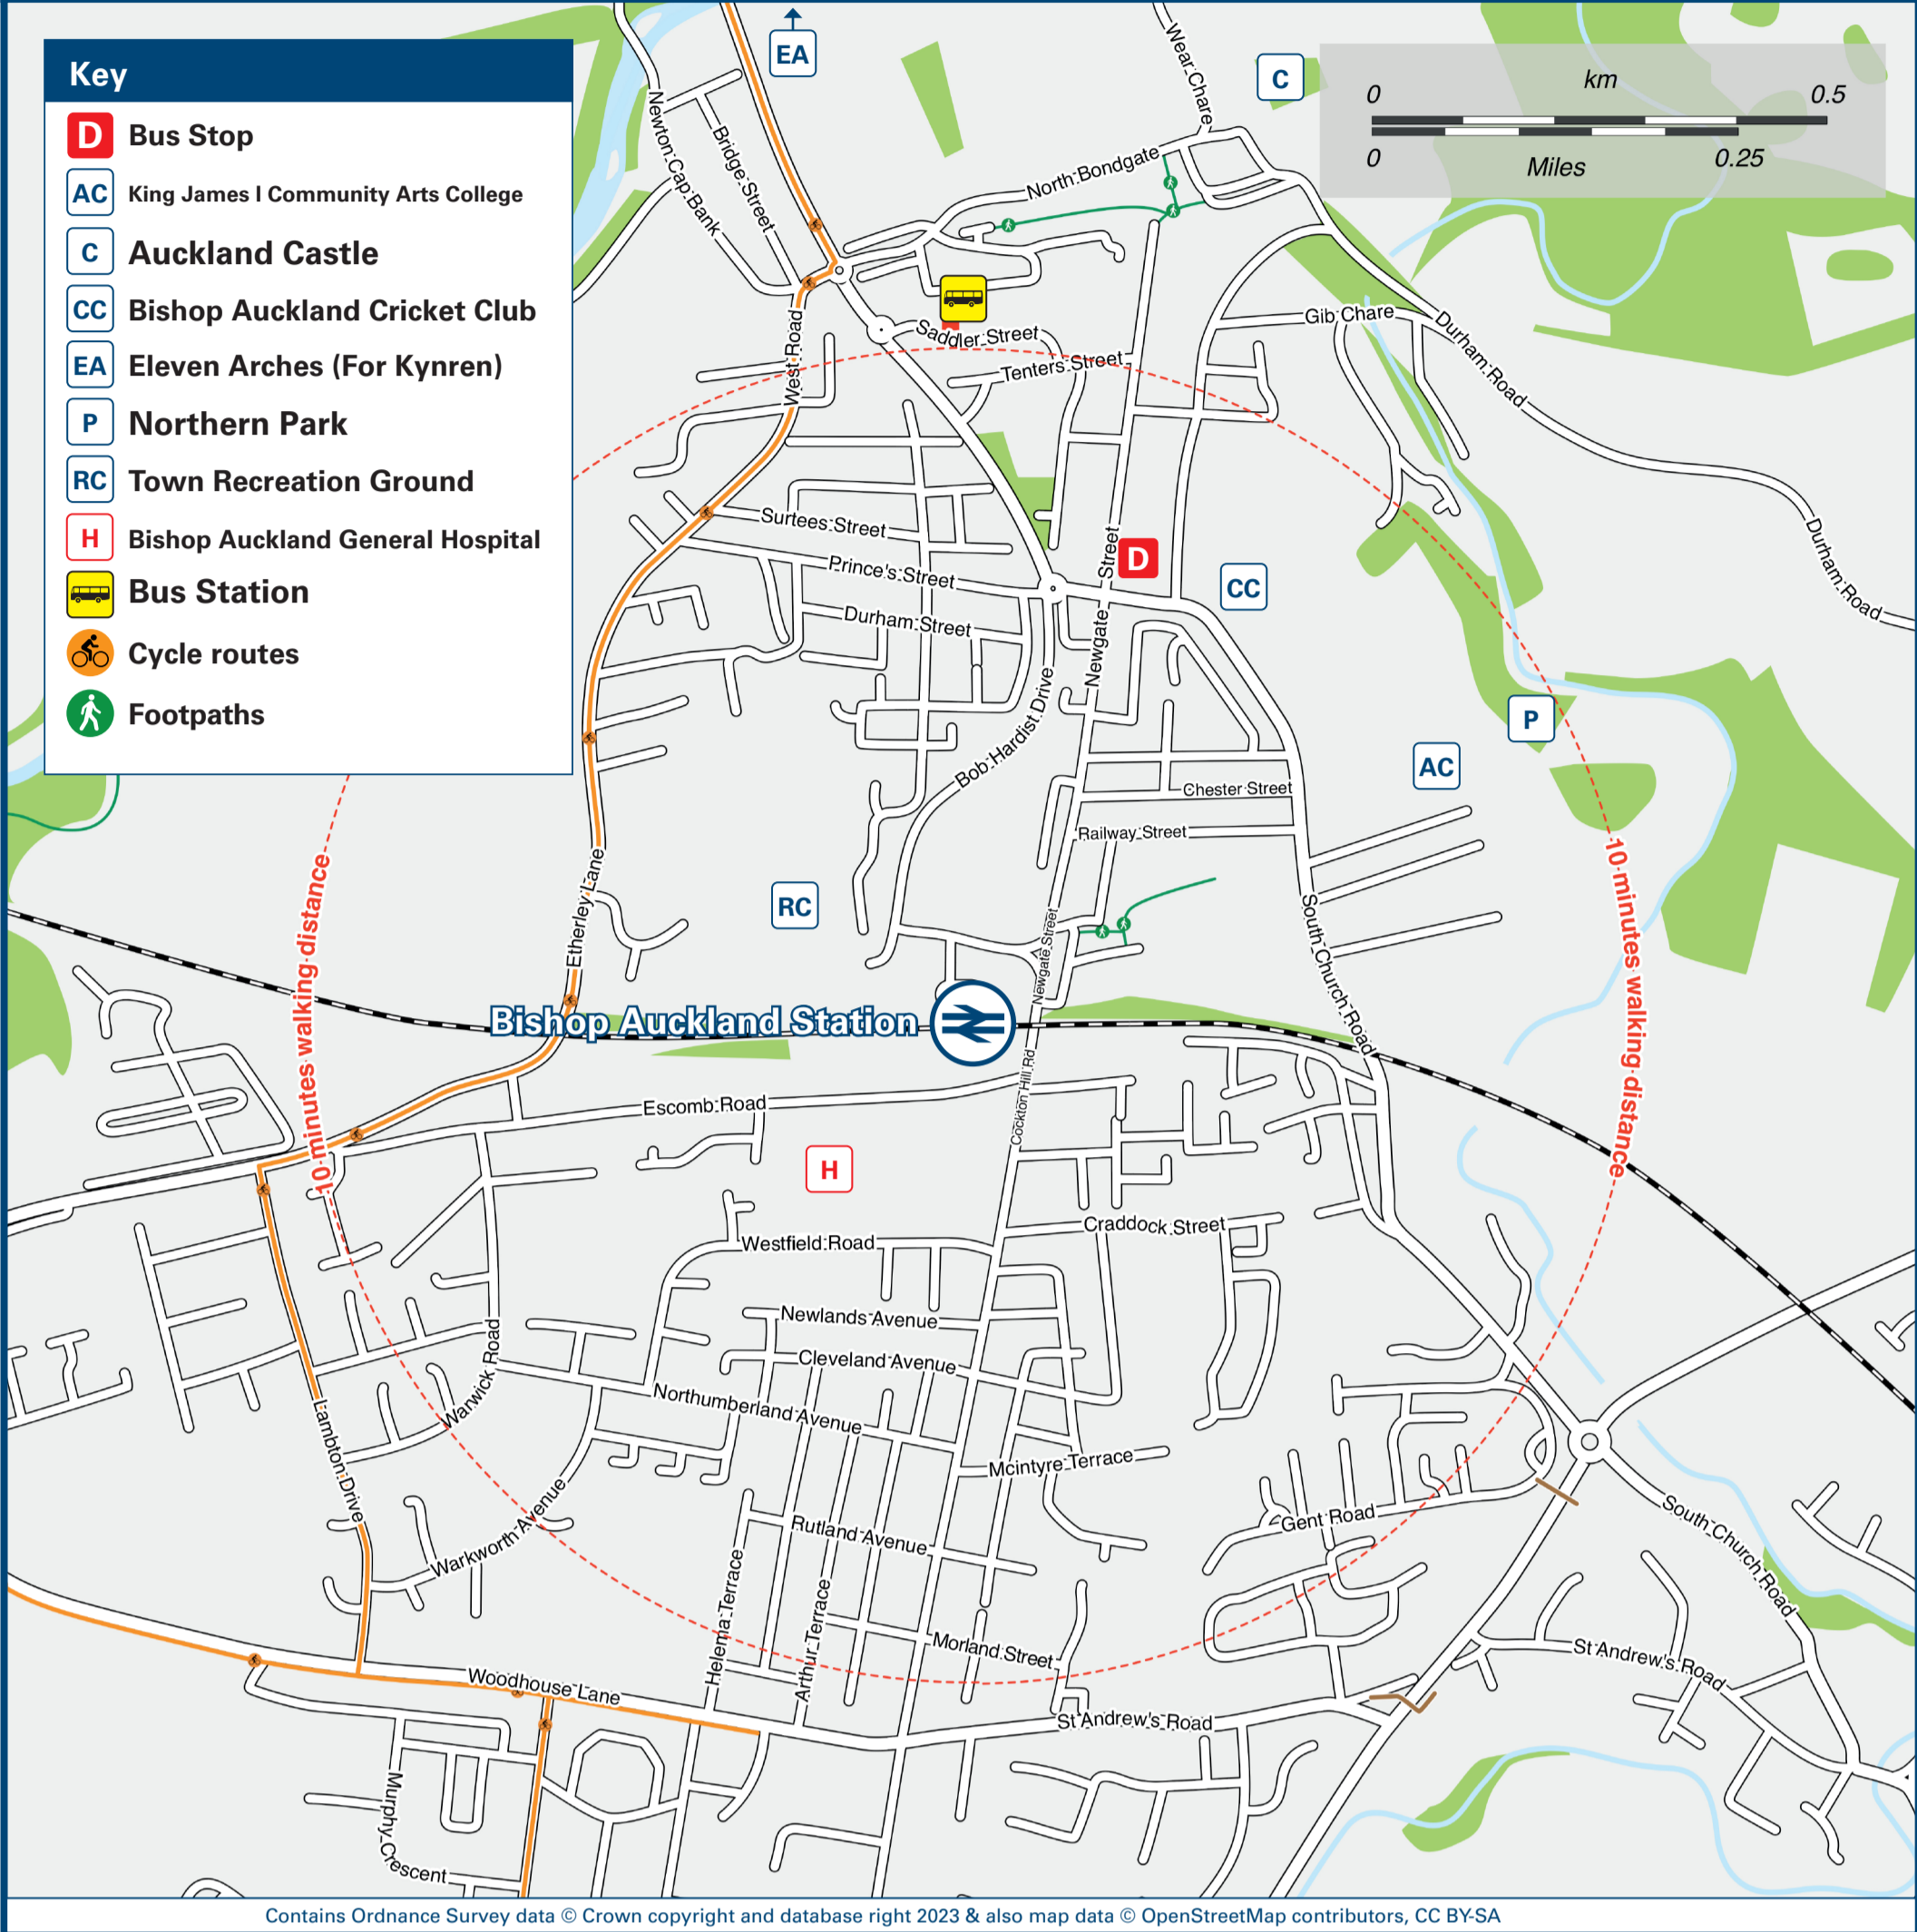 Key
D Bus Stop
AC King James I Community Arts College
C Auckland Castle
CC Bishop Auckland Cricket Club
EA Eleven Arches (For Kynren)
P Northern Park
RC Town Recreation Ground
H Bishop Auckland General Hospital
Bus Station
Cycle routes
Footpaths
EA
C
0 km 0.5
0 Miles 0.25
Wear Chare
Newton Cap Bank
Bridge Street
North Bondgate
West Road
Saddler Street
Tenters Street
Gib Chare
Durham Road
Durham Road
Surtees Street
Prince's Street
Durham Street
Newgate Street
D
CC
Bob Hardist Drive
P
AC
Chester Street
Railway Street
RC
Etherley Lane
Newgate Street
South Church Road
10 minutes walking distance
10 minutes walking distance
Bishop Auckland Station
Cockton Hill Rd
Escomb Road
H
Craddock Street
Westfield Road
Newlands Avenue
Cleveland Avenue
Northumberland Avenue
Warwick Road
Lambton Drive
Mcintyre Terrace
Warkworth Avenue
Rutland Avenue
Gent Road
South Church Road
Helema Terrace
Arthur Terrace
Morland Street
St Andrew's Road
Woodhouse Lane
St Andrew's Road
Murphy Crescent
Contains Ordnance Survey data © Crown copyright and database right 2023 & also map data © OpenStreetMap contributors, CC BY-SA